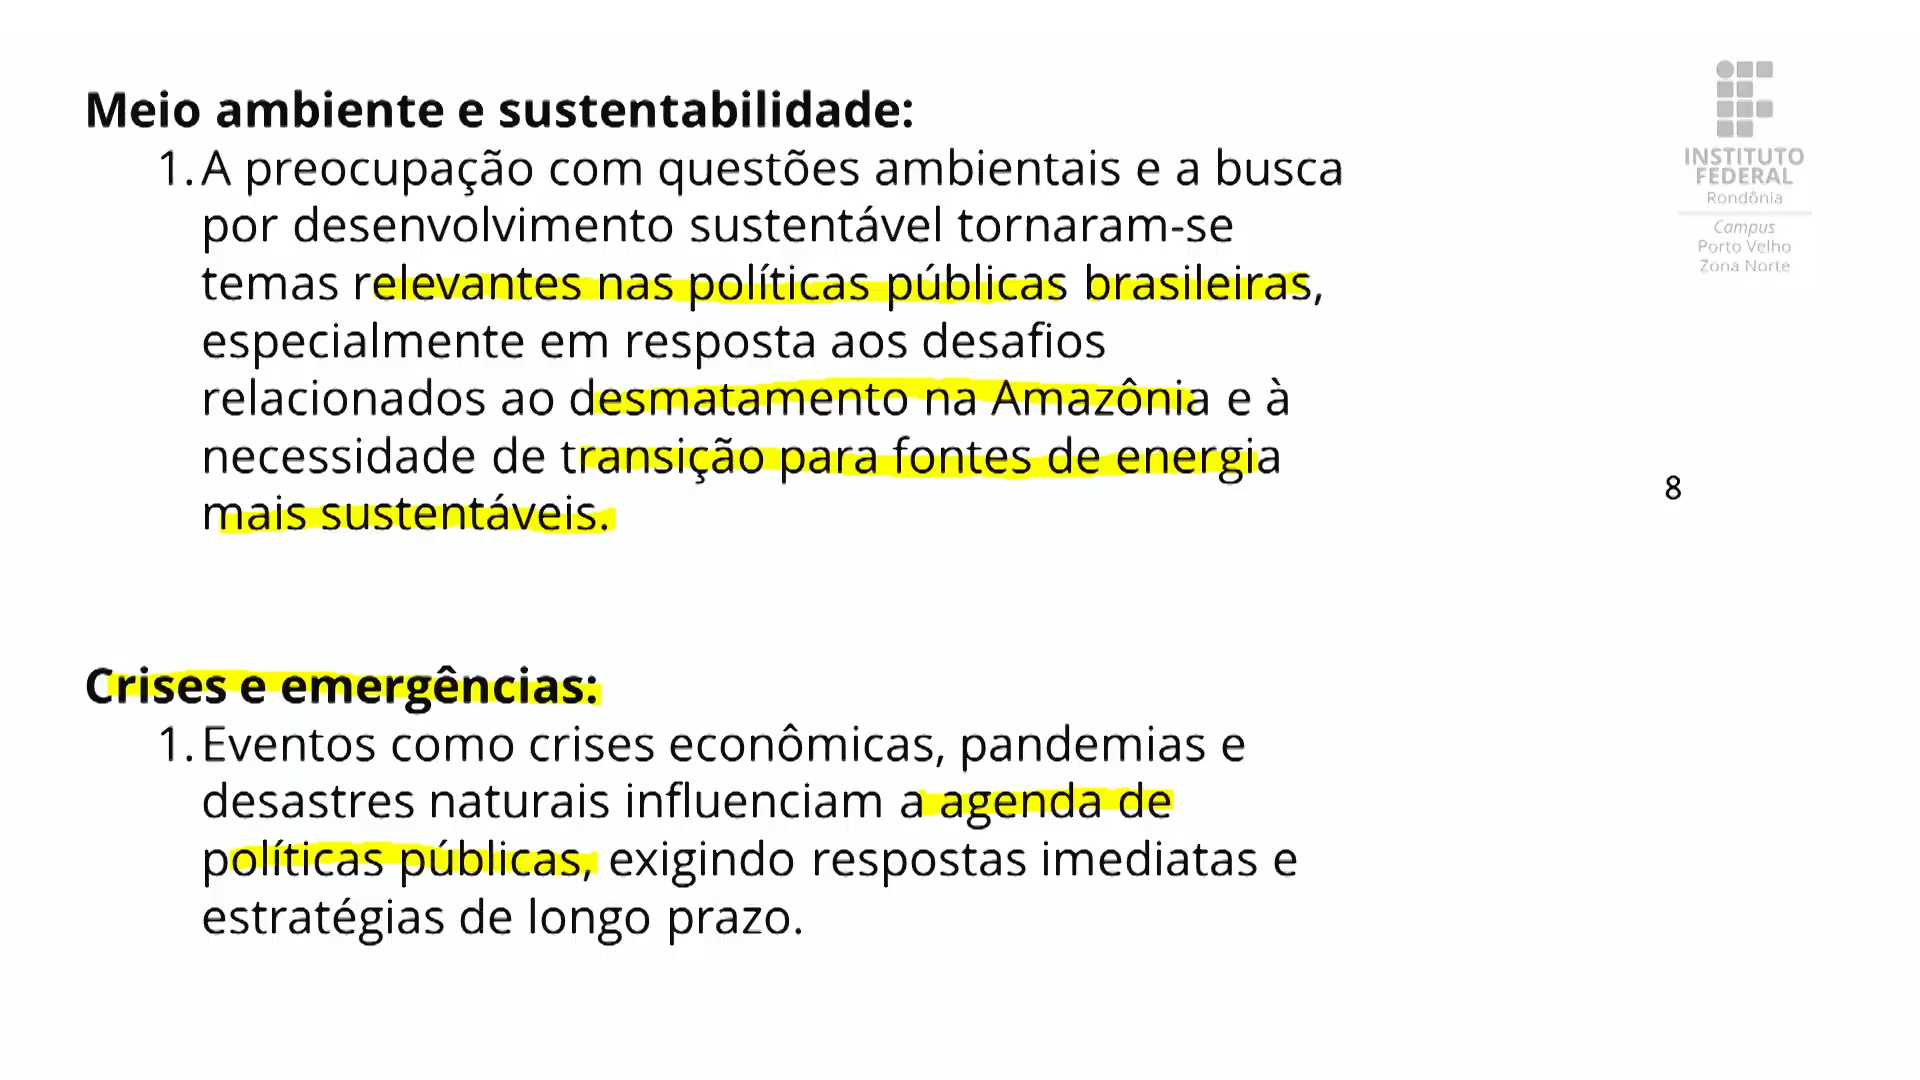 Meio ambiente e sustentabilidade:
1. A preocupação com questões ambientais e a busca
por desenvolvimento sustentável tornaram-se
temas relevantes nas políticas públicas brasileiras,
especialmente em resposta aos desafios
relacionados ao desmatamento na Amazônia e à
necessidade de transição para fontes de energia
mais sustentáveis.
Crises e emergências:
1. Eventos como crises econômicas, pandemias e
desastres naturais influenciam a agenda de
políticas públicas, exigindo respostas imediatas e
estratégias de longo prazo.
INSTITUTO
FEDERAL
Rondônia
Campus
Porto Velho
Zona Norte
8